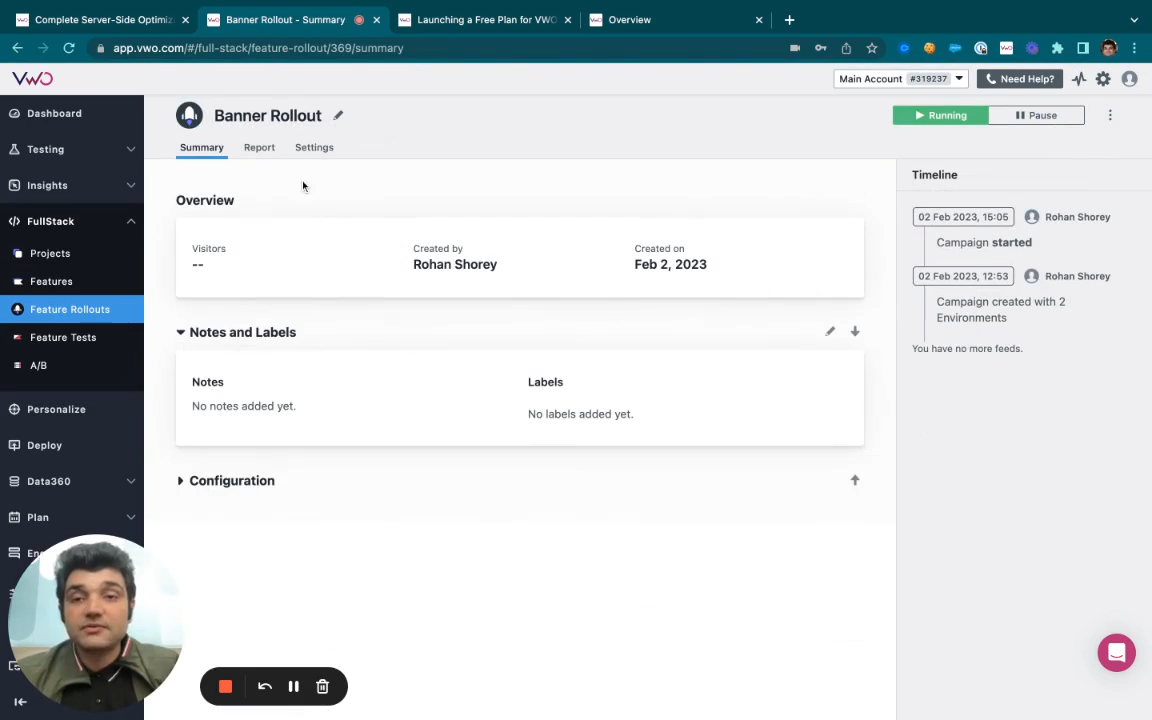 Complete Server-Side Optimiz
Banner Rollout - Summary
Launching a Free Plan for VWO
Overview
app.vwo.com/#/full-stack/feature-rollout/369/summary
VWO
Main Account #319237
Need Help?
Dashboard
Testing
Insights
FullStack
Projects
Features
Feature Rollouts
Feature Tests
A/B
Personalize
Deploy
Data360
Plan
Banner Rollout
Running
Pause
Summary
Report
Settings
Overview
Visitors
--
Created by
Rohan Shorey
Created on
Feb 2, 2023
Notes and Labels
Notes
No notes added yet.
Labels
No labels added yet.
Configuration
Timeline
02 Feb 2023, 15:05
Rohan Shorey
Campaign started
02 Feb 2023, 12:53
Rohan Shorey
Campaign created with 2
Environments
You have no more feeds.